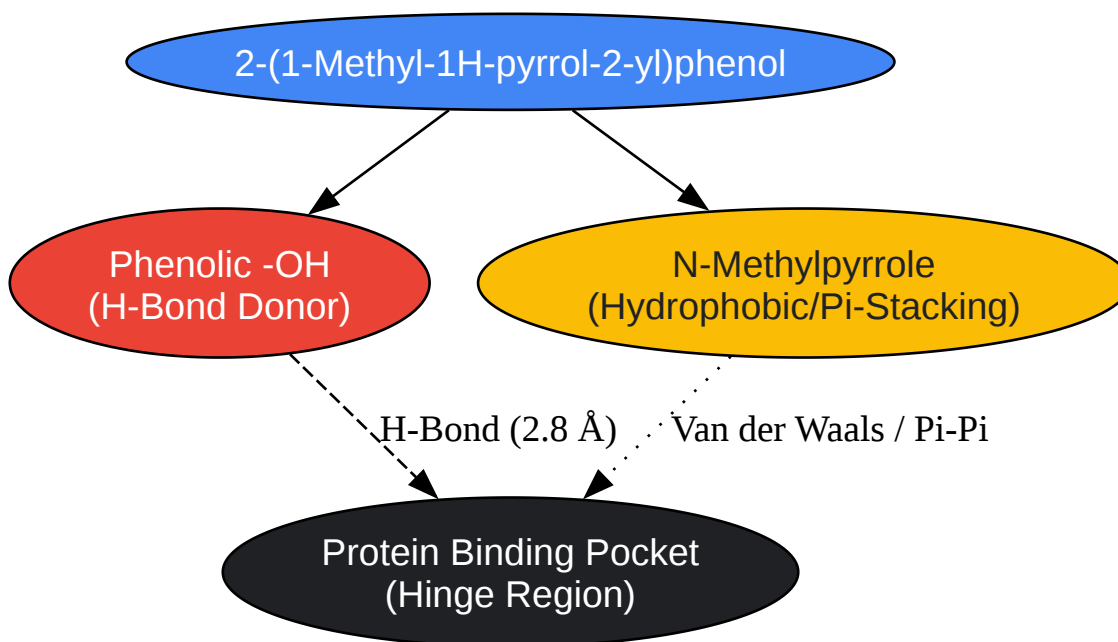 2-(1-Methyl-1H-pyrrol-2-yl)phenol
Phenolic -OH
(H-Bond Donor)
N-Methylpyrrole
(Hydrophobic/Pi-Stacking)
H-Bond (2.8 Å)
Van der Waals / Pi-Pi
Protein Binding Pocket
(Hinge Region)